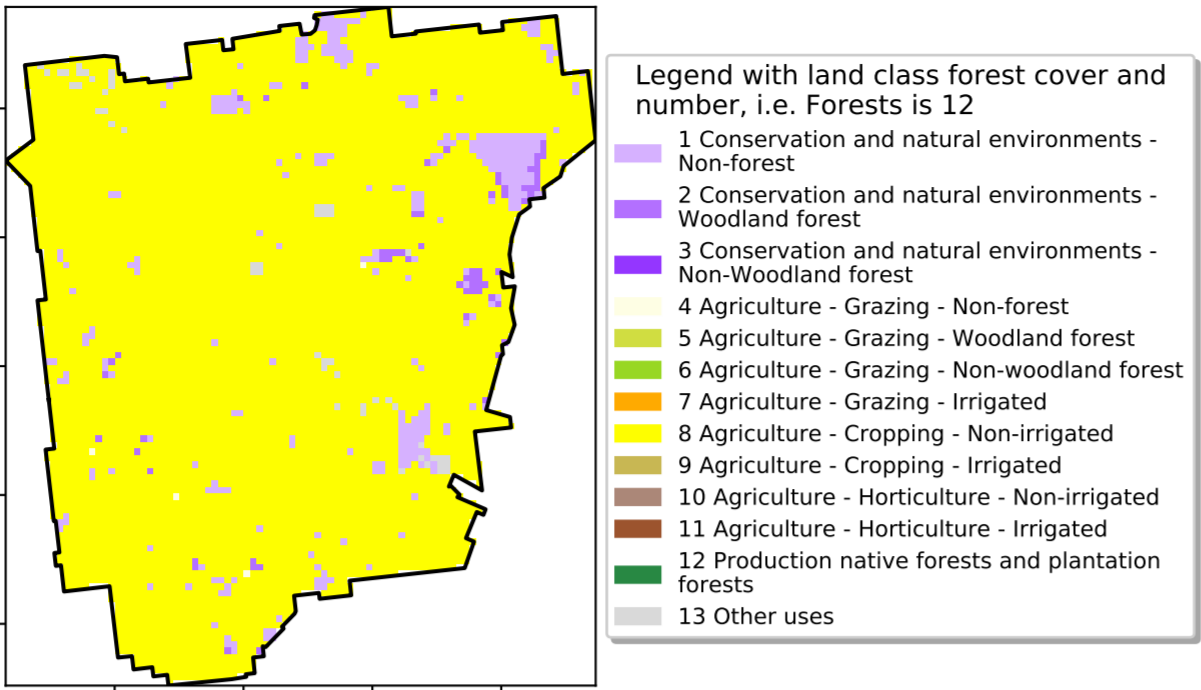 Legend with land class forest cover and
number, i.e. Forests is 12
1 Conservation and natural environments -
Non-forest
2 Conservation and natural environments -
Woodland forest
3 Conservation and natural environments -
Non-Woodland forest
4 Agriculture - Grazing - Non-forest
5 Agriculture - Grazing - Woodland forest
6 Agriculture - Grazing - Non-woodland forest
7 Agriculture - Grazing - Irrigated
8 Agriculture - Cropping - Non-irrigated
9 Agriculture - Cropping - Irrigated
10 Agriculture - Horticulture - Non-irrigated
11 Agriculture - Horticulture - Irrigated
12 Production native forests and plantation
forests
13 Other uses